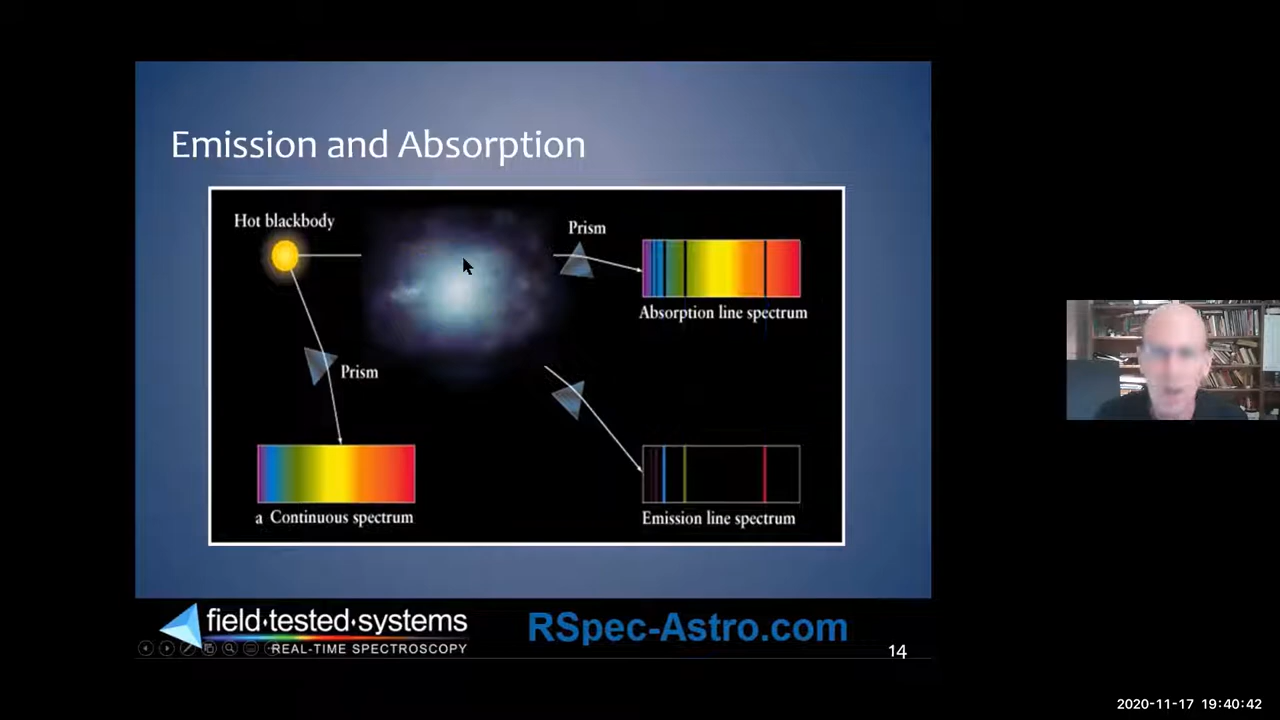 Emission and Absorption
Hot blackbody
Prism
Absorption line spectrum
Prism
a Continuous spectrum
Emission line spectrum
field·tested·systems
REAL-TIME SPECTROSCOPY
RSpec-Astro.com
14
2020-11-17 19:40:42